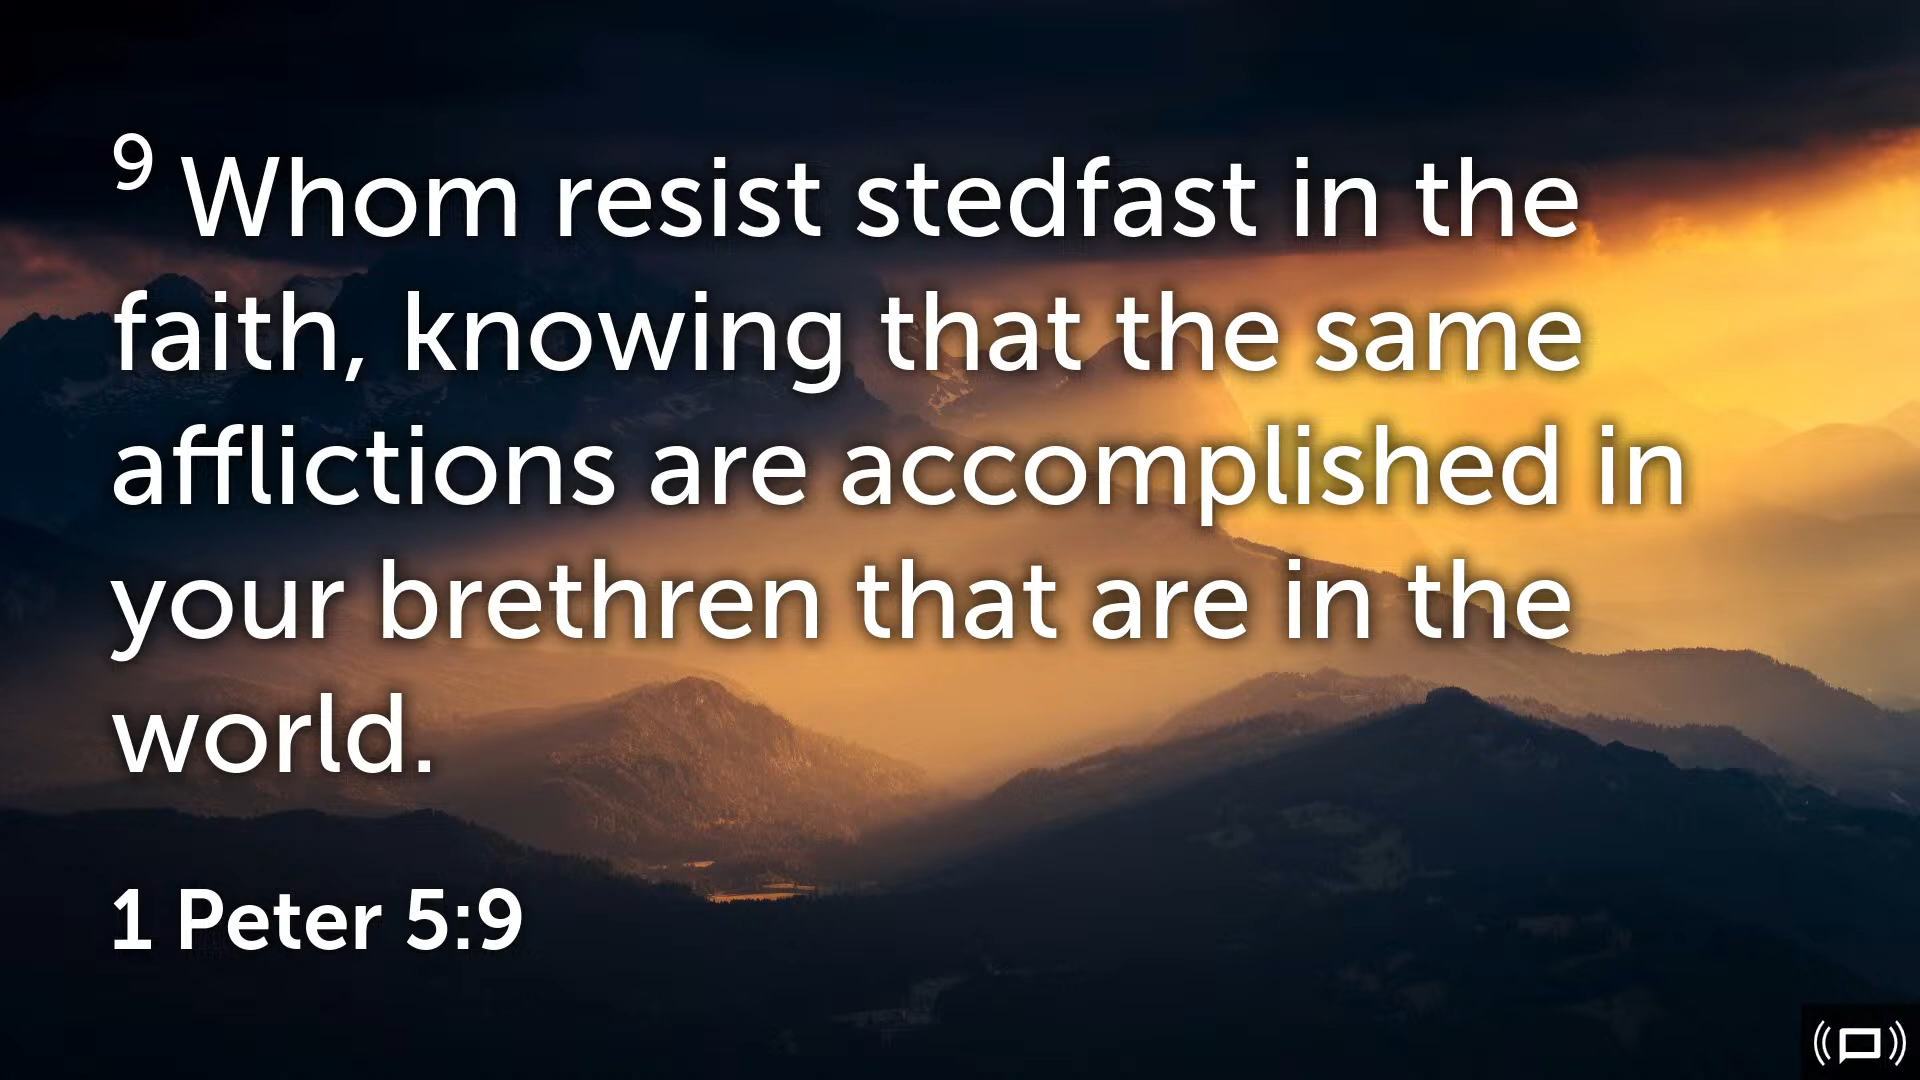 9 Whom resist stedfast in the
faith, knowing that the same
afflictions are accomplished in
your brethren that are in the
world.
1 Peter 5:9